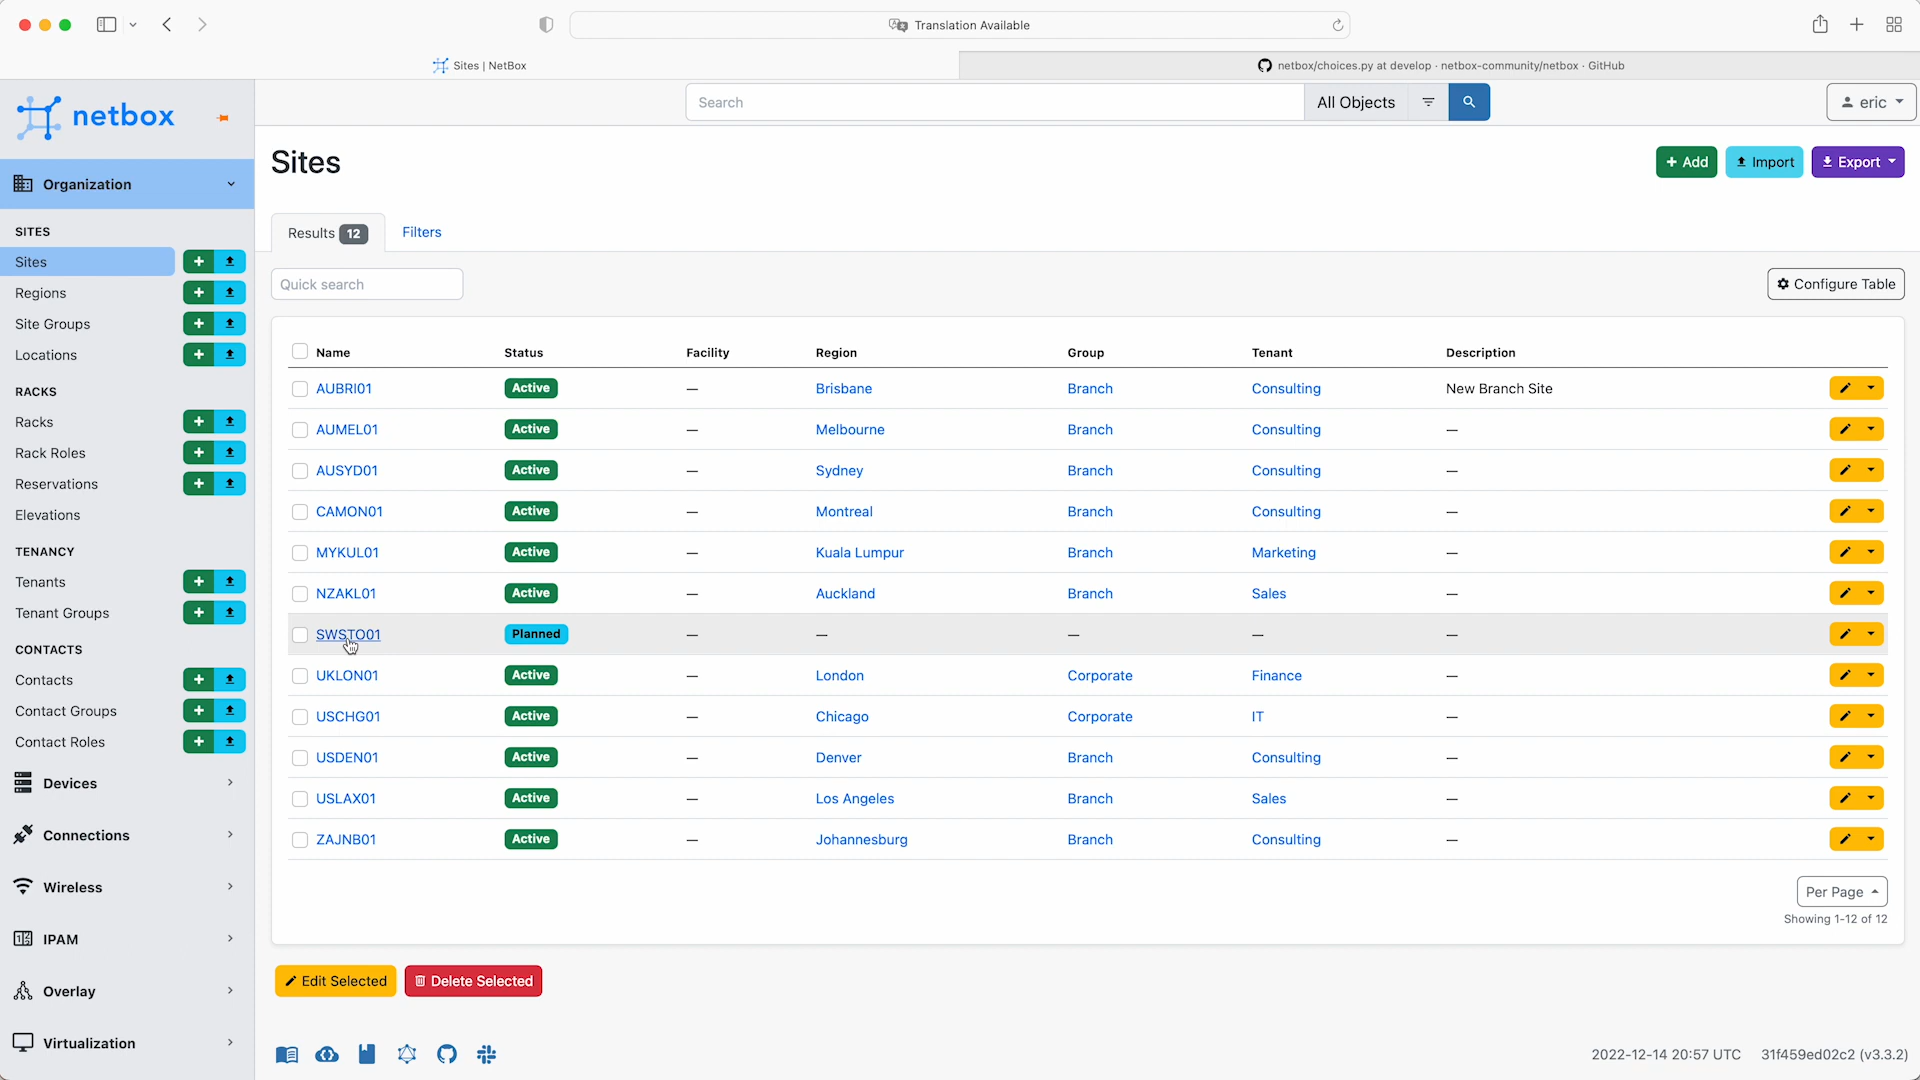 Translation Available
Sites | NetBox
netbox/choices.py at develop · netbox-community/netbox · GitHub
netbox
Search
All Objects
eric
Organization
SITES
Sites
Regions
Site Groups
Locations
RACKS
Racks
Rack Roles
Reservations
Elevations
TENANCY
Tenants
Tenant Groups
CONTACTS
Contacts
Contact Groups
Contact Roles
Devices
Connections
Wireless
IPAM
Overlay
Virtualization
Sites
+ Add
Import
Export
Results 12
Filters
Quick search
Configure Table
Name Status Facility Region Group Tenant Description
AUBRI01 Active — Brisbane Branch Consulting New Branch Site
AUMEL01 Active — Melbourne Branch Consulting —
AUSYD01 Active — Sydney Branch Consulting —
CAMON01 Active — Montreal Branch Consulting —
MYKUL01 Active — Kuala Lumpur Branch Marketing —
NZAKL01 Active — Auckland Branch Sales —
SWSTO01 Planned — — — — —
UKLON01 Active — London Corporate Finance —
USCHG01 Active — Chicago Corporate IT —
USDEN01 Active — Denver Branch Consulting —
USLAX01 Active — Los Angeles Branch Sales —
ZAJNB01 Active — Johannesburg Branch Consulting —
Per Page
Showing 1-12 of 12
Edit Selected
Delete Selected
2022-12-14 20:57 UTC 31f459ed02c2 (v3.3.2)